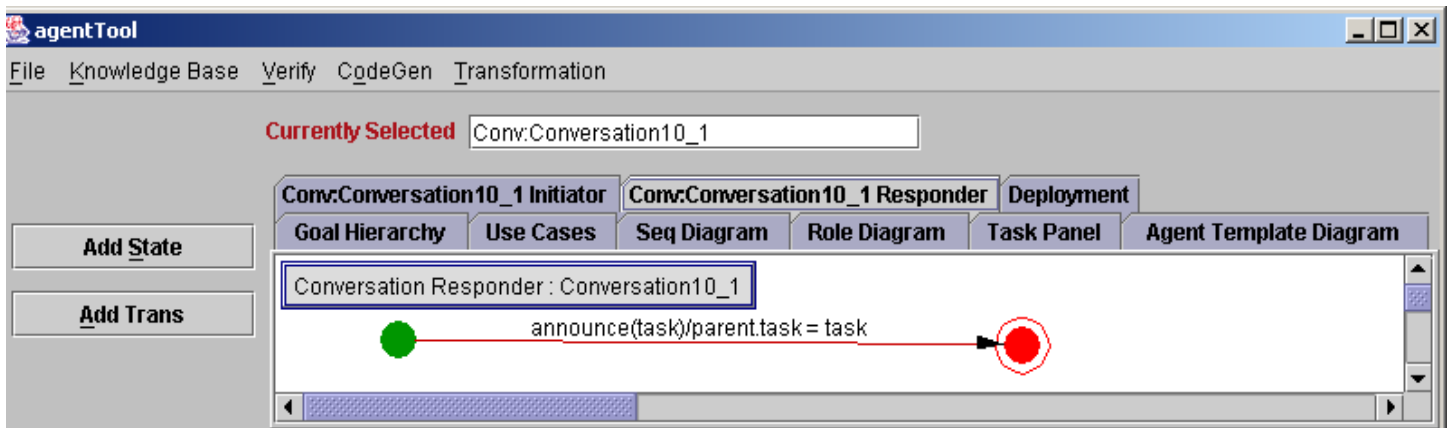 agentTool
File Knowledge Base Verify CodeGen Transformation
Currently Selected Conv:Conversation10_1
Conv:Conversation10_1 Initiator Conv:Conversation10_1 Responder Deployment
Goal Hierarchy Use Cases Seq Diagram Role Diagram Task Panel Agent Template Diagram
Add State
Conversation Responder : Conversation10_1
Add Trans
announce(task)/parent.task = task